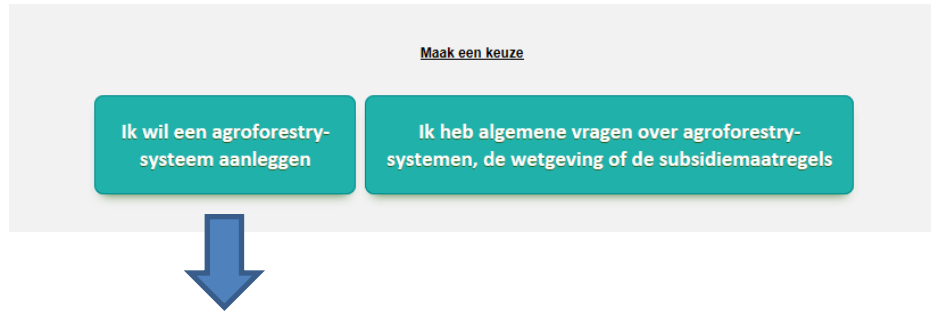 Maak een keuze
Ik wil een agroforestry-
systeem aanleggen
Ik heb algemene vragen over agroforestry-
systemen, de wetgeving of de subsidiemaatregels